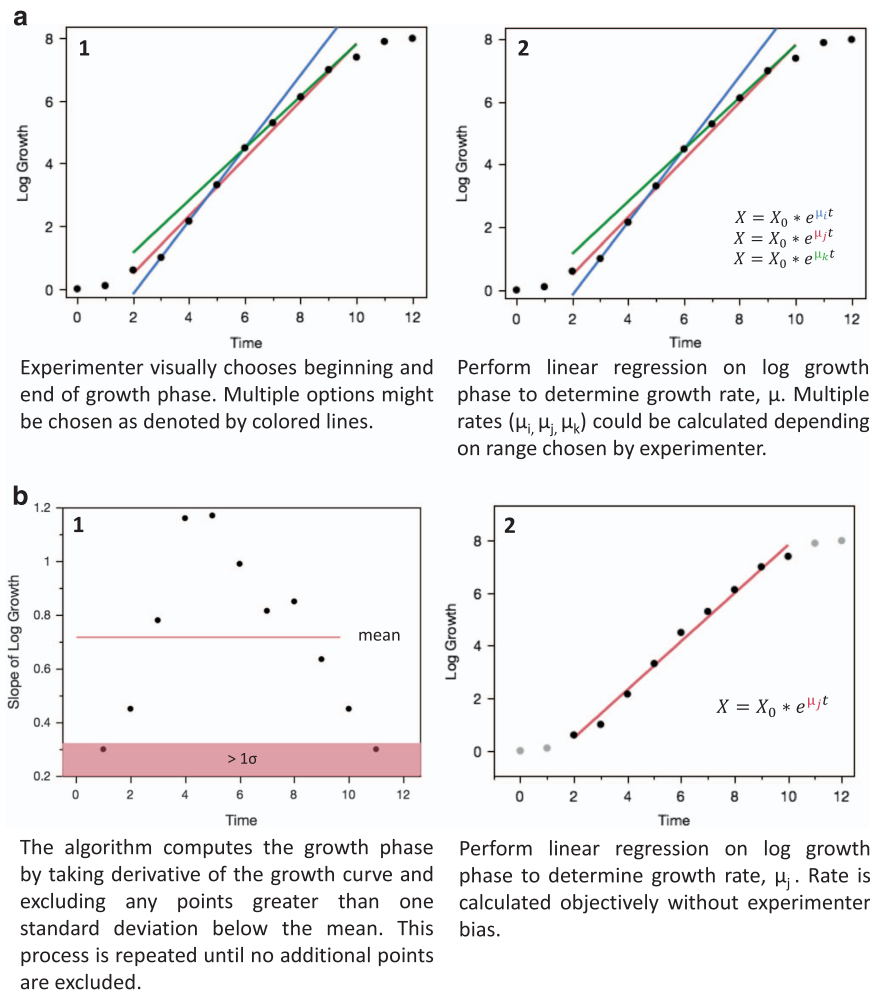 a
1
8
6
4
2
0
Log Growth
0 2 4 6 8 10 12
Time
2
8
6
4
2
0
Log Growth
X = X₀ * e^μᵢt
X = X₀ * e^μⱼt
X = X₀ * e^μₖt
0 2 4 6 8 10 12
Time
Experimenter visually chooses beginning and
end of growth phase. Multiple options might
be chosen as denoted by colored lines.
Perform linear regression on log growth
phase to determine growth rate, μ. Multiple
rates (μᵢ, μⱼ, μₖ) could be calculated depending
on range chosen by experimenter.
b
1
1.2
1
0.8
0.6
0.4
0.2
Slope of Log Growth
mean
> 1σ
0 2 4 6 8 10 12
Time
2
8
6
4
2
0
Log Growth
X = X₀ * e^μⱼt
0 2 4 6 8 10 12
Time
The algorithm computes the growth phase
by taking derivative of the growth curve and
excluding any points greater than one
standard deviation below the mean. This
process is repeated until no additional points
are excluded.
Perform linear regression on log growth
phase to determine growth rate, μⱼ . Rate is
calculated objectively without experimenter
bias.